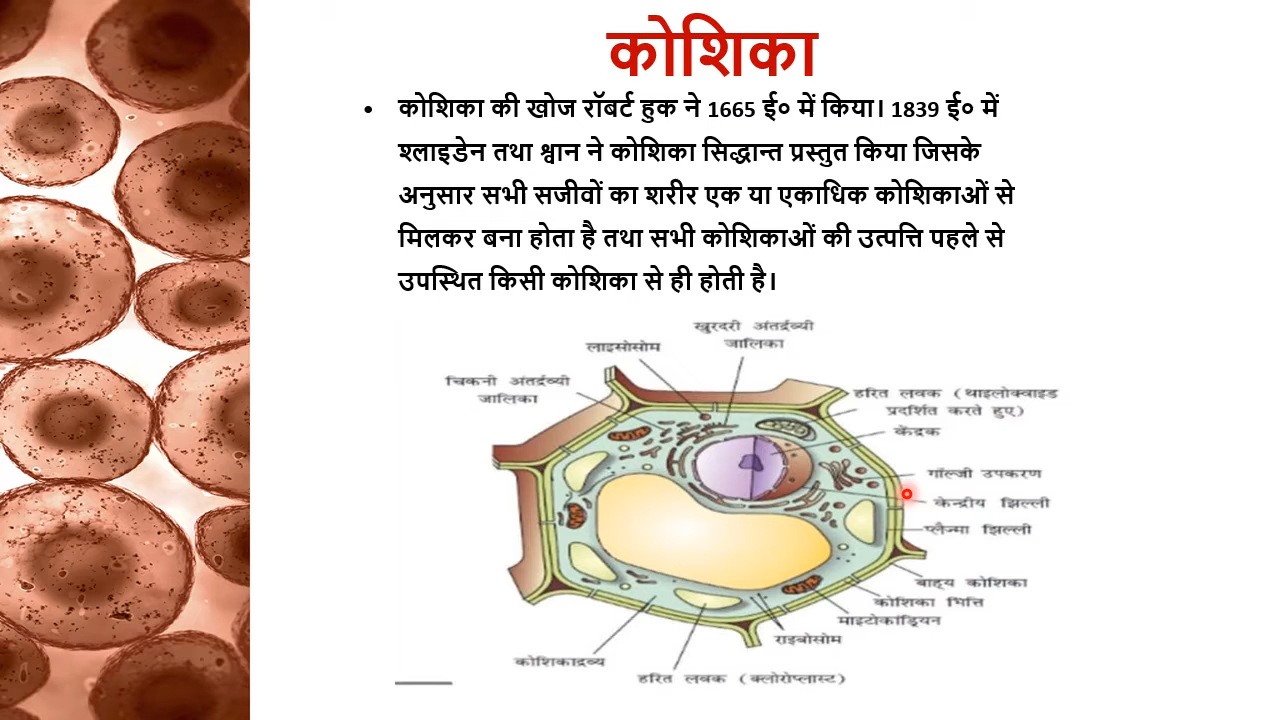 कोशिका
• कोशिका की खोज रॉबर्ट हुक ने 1665 ई० में किया। 1839 ई० में
श्लाइडेन तथा श्वान ने कोशिका सिद्धान्त प्रस्तुत किया जिसके
अनुसार सभी सजीवों का शरीर एक या एकाधिक कोशिकाओं से
मिलकर बना होता है तथा सभी कोशिकाओं की उत्पत्ति पहले से
उपस्थित किसी कोशिका से ही होती है।
खुरदरी अंतर्द्रव्यी
जालिका
लाइसोसोम
चिकनी अंतर्द्रव्यी
जालिका
हरित लवक (थाइलोक्वाइड
प्रदर्शित करते हुए)
केंद्रक
गॉल्जी उपकरण
केन्द्रीय झिल्ली
प्लैज्मा झिल्ली
बाह्य कोशिका
कोशिका भित्ति
माइटोकांड्रियन
राइबोसोम
कोशिकाद्रव्य
हरित लवक (क्लोरोप्लास्ट)